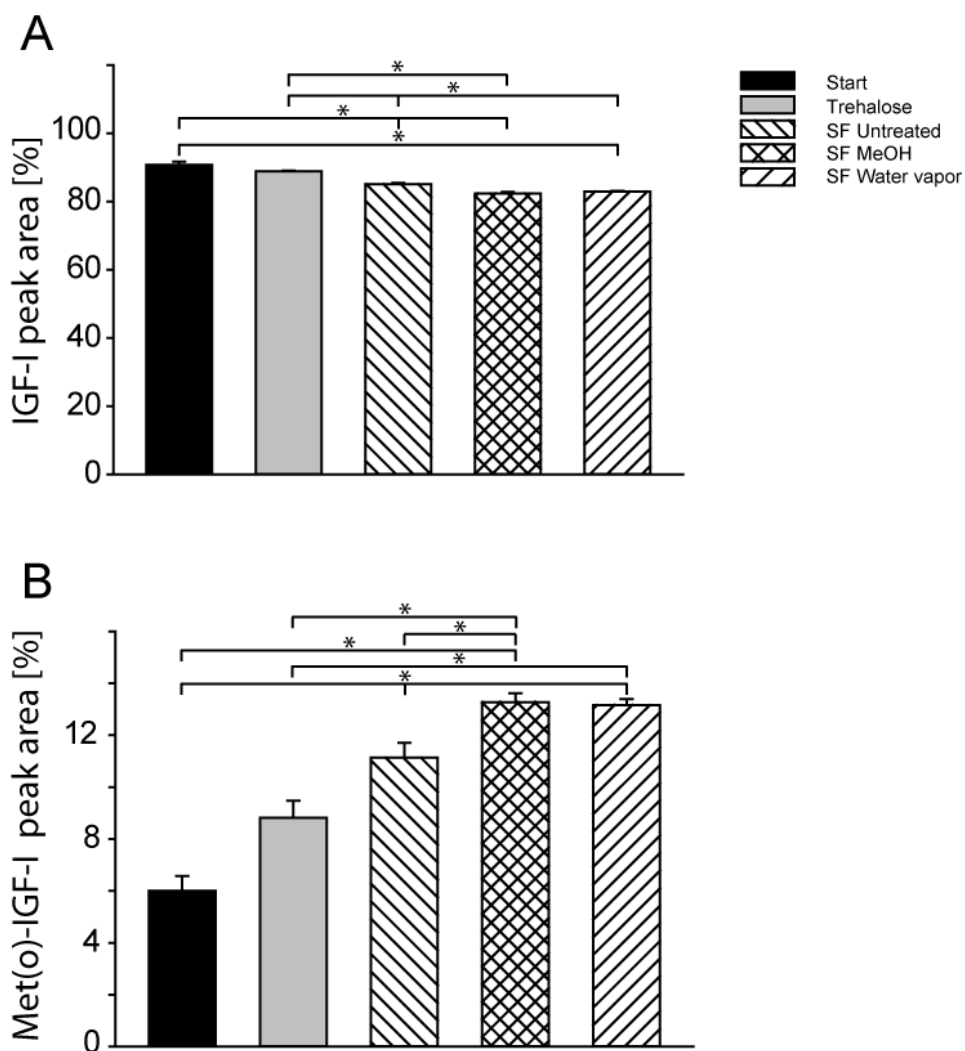 A
*
*
*
*
100
80
60
40
20
0
IGF-I peak area [%]
Start
Trehalose
SF Untreated
SF MeOH
SF Water vapor
B
*
*
*
*
*
12
8
4
0
Met(o)-IGF-I peak area [%]